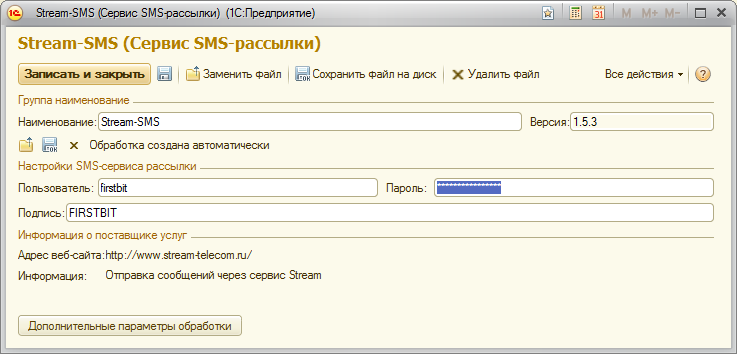 Stream-SMS (Сервис SMS-рассылки) (1С:Предприятие)
M M+ M-
Stream-SMS (Сервис SMS-рассылки)
Записать и закрыть Заменить файл Сохранить файл на диск Удалить файл Все действия ?
Группа наименование
Наименование: Stream-SMS Версия: 1.5.3
Обработка создана автоматически
Настройки SMS-сервиса рассылки
Пользователь: firstbit Пароль:
Подпись: FIRSTBIT
Информация о поставщике услуг
Адрес веб-сайта: http://www.stream-telecom.ru/
Информация: Отправка сообщений через сервис Stream
Дополнительные параметры обработки